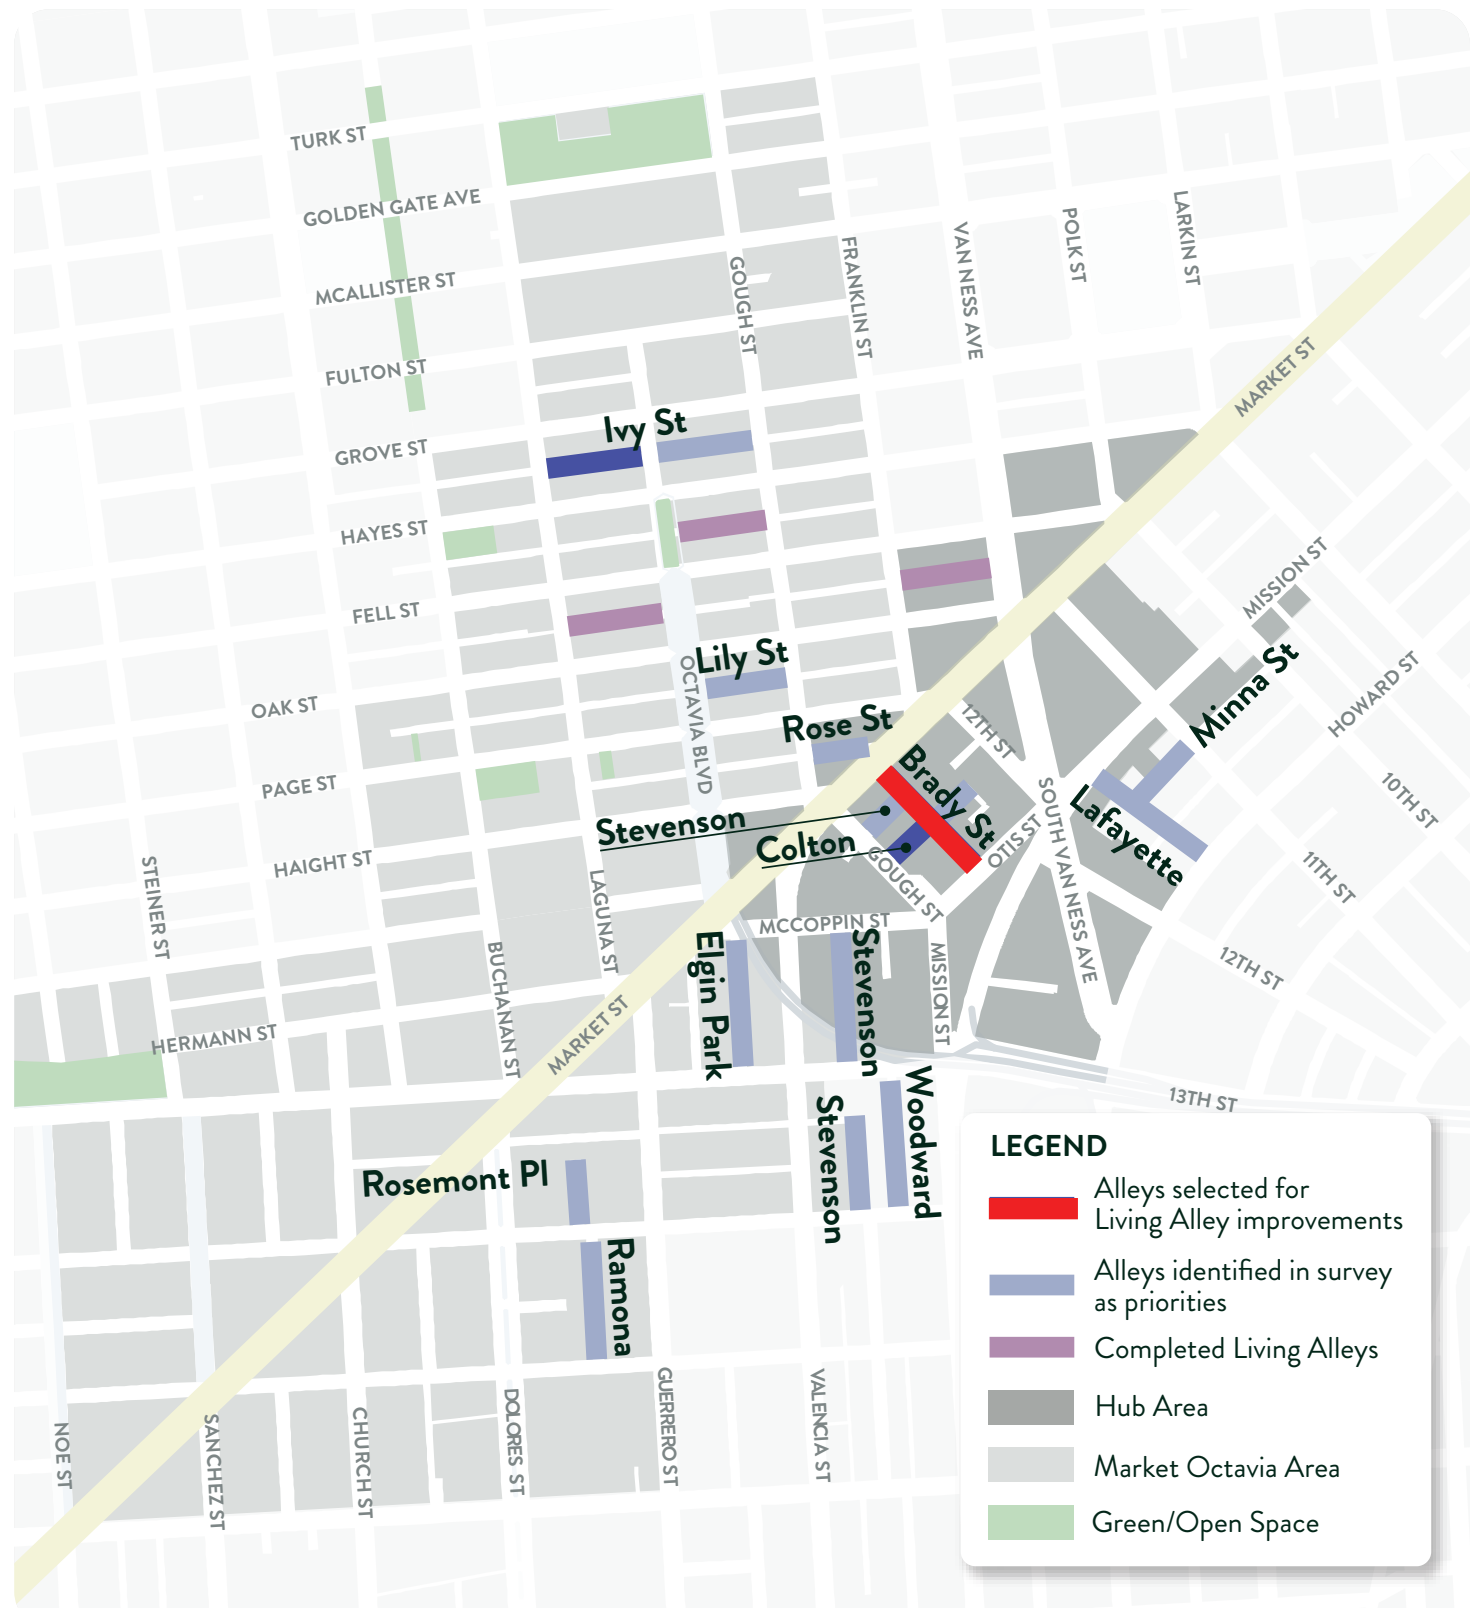 TURK ST
GOLDEN GATE AVE
MCALLISTER ST
FULTON ST
GROVE ST
HAYES ST
FELL ST
OAK ST
PAGE ST
HAIGHT ST
HERMANN ST
GOUGH ST
FRANKLIN ST
VAN NESS AVE
POLK ST
LARKIN ST
MARKET ST
Ivy St
Lily St
Rose St
OCTAVIA BLVD
Brady St
12TH ST
MISSION ST
Minna St
HOWARD ST
10TH ST
11TH ST
12TH ST
Lafayette
SOUTH VAN NESS AVE
OTIS ST
Stevenson
Colton
GOUGH ST
MCCOPPIN ST
MISSION ST
STEINER ST
BUCHANAN ST
LAGUNA ST
MARKET ST
Elgin Park
Stevenson
Woodward
Stevenson
13TH ST
Rosemont Pl
Ramona
NOE ST
SANCHEZ ST
CHURCH ST
DOLORES ST
GUERRERO ST
VALENCIA ST
LEGEND
Alleys selected for
Living Alley improvements
Alleys identified in survey
as priorities
Completed Living Alleys
Hub Area
Market Octavia Area
Green/Open Space